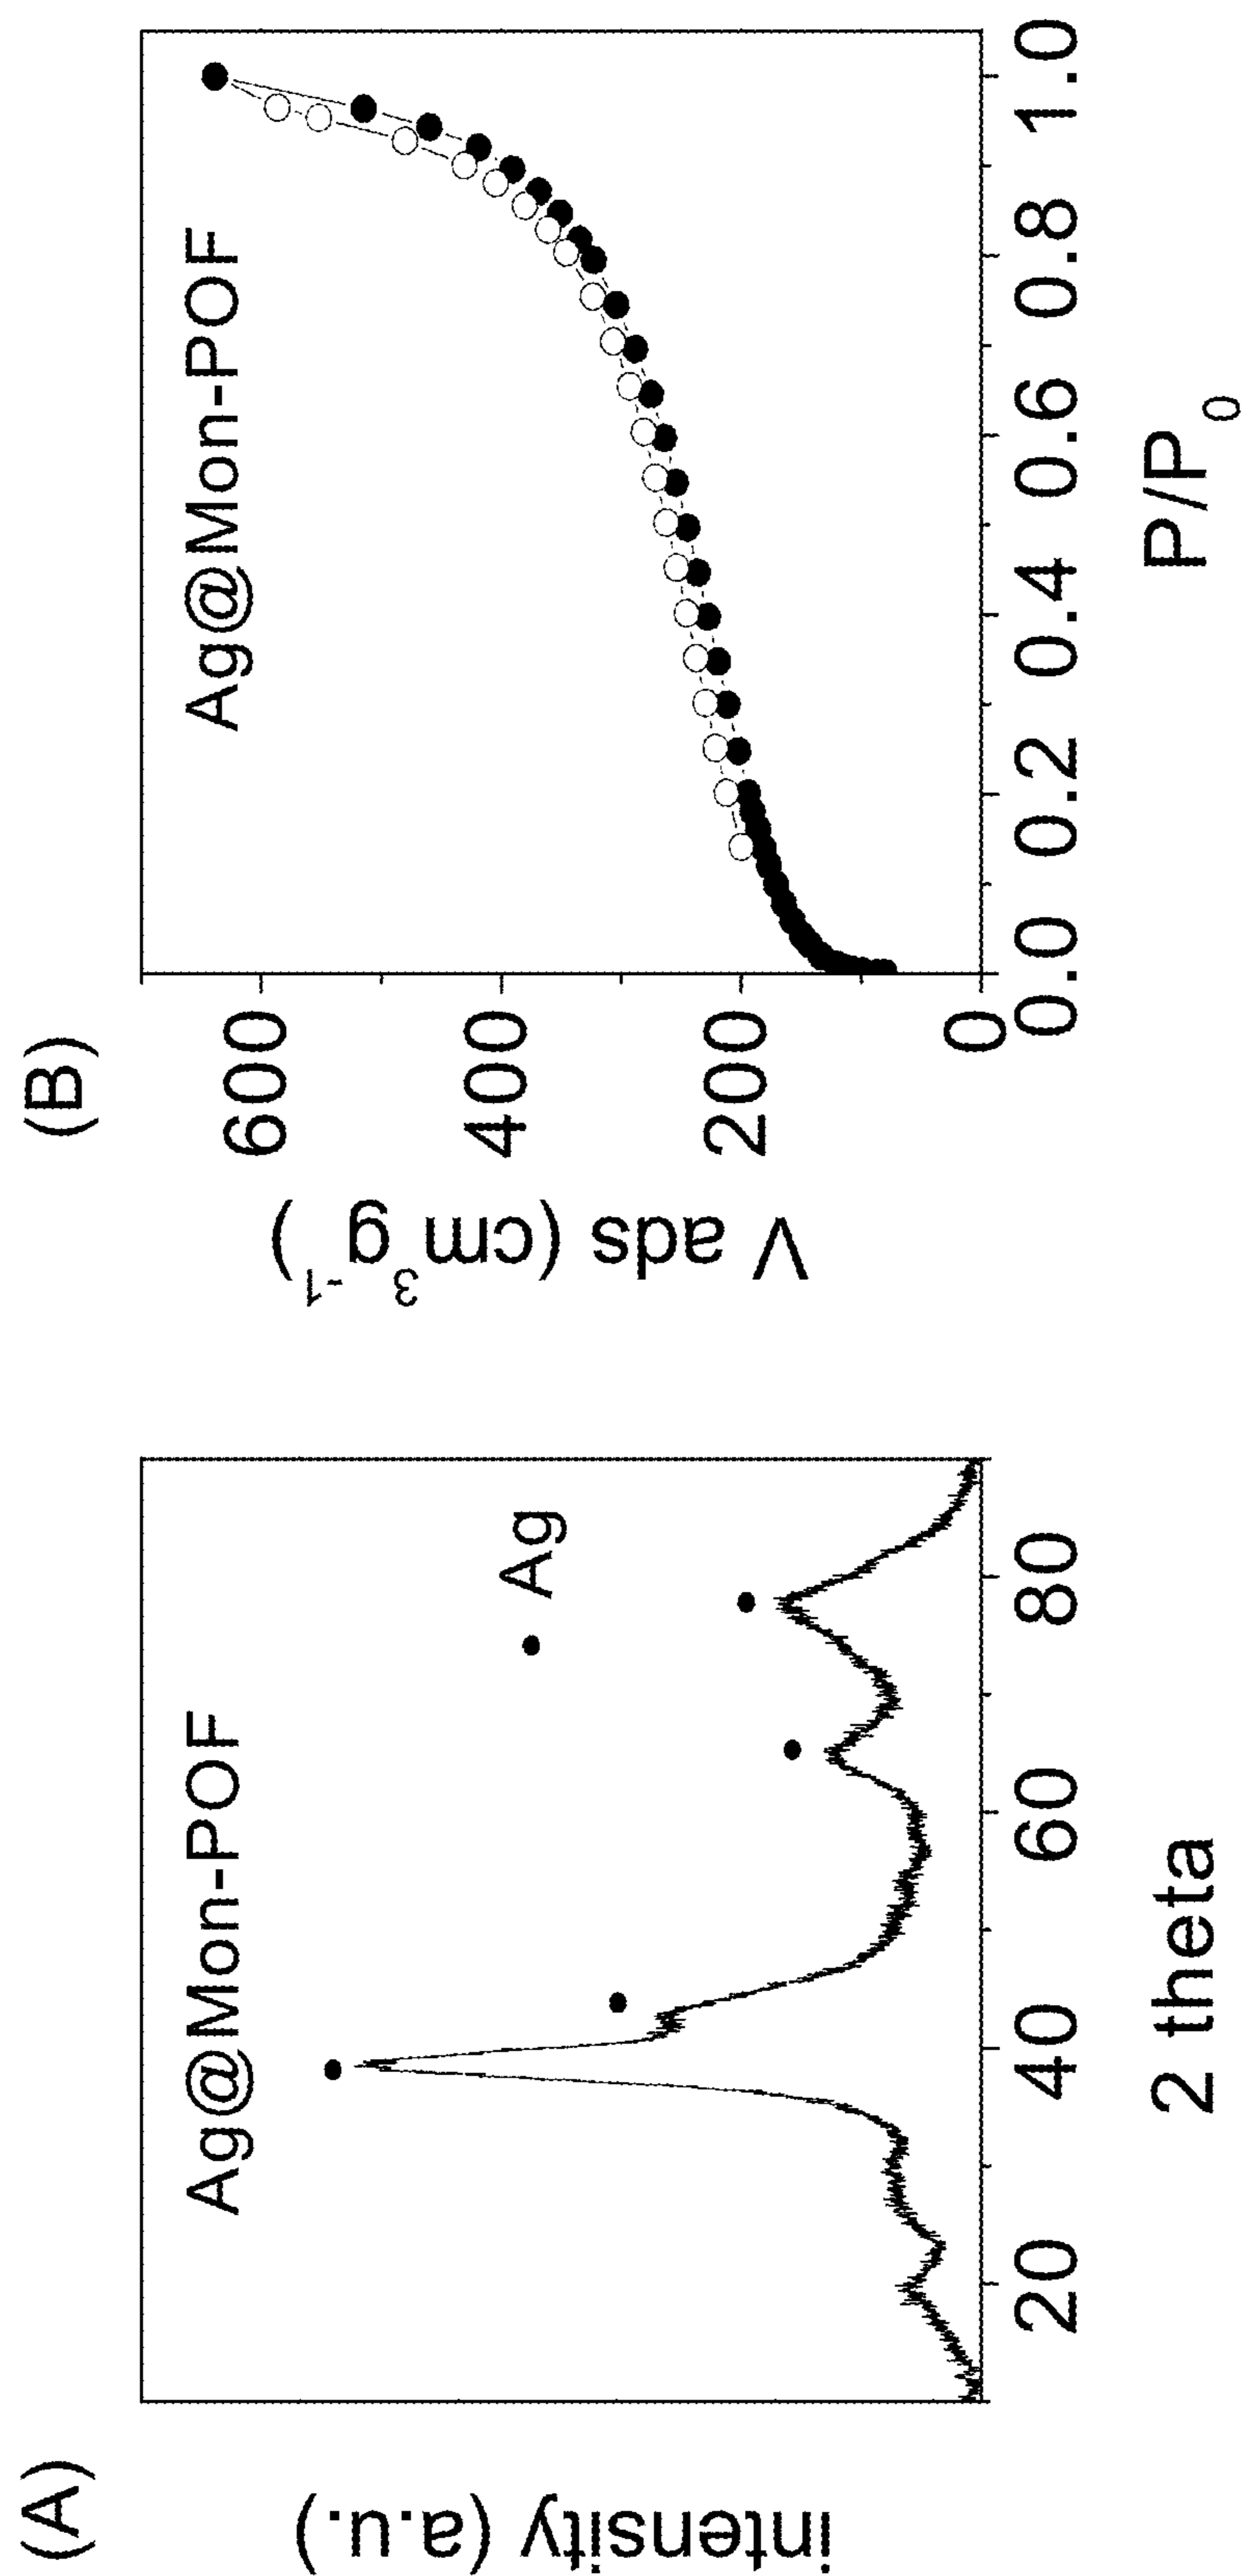 (A)
intensity (a.u.)
Ag@Mon-POF
Ag
20 40 60 80
2 theta
(B)
V ads (cm³g⁻¹)
600
400
200
0
Ag@Mon-POF
0.0 0.2 0.4 0.6 0.8 1.0
P/P₀